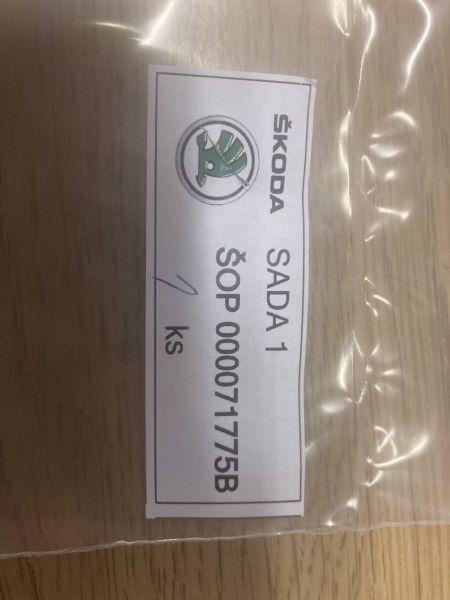 ŠKODA SADA 1
ŠOP 000071775B
1 ks